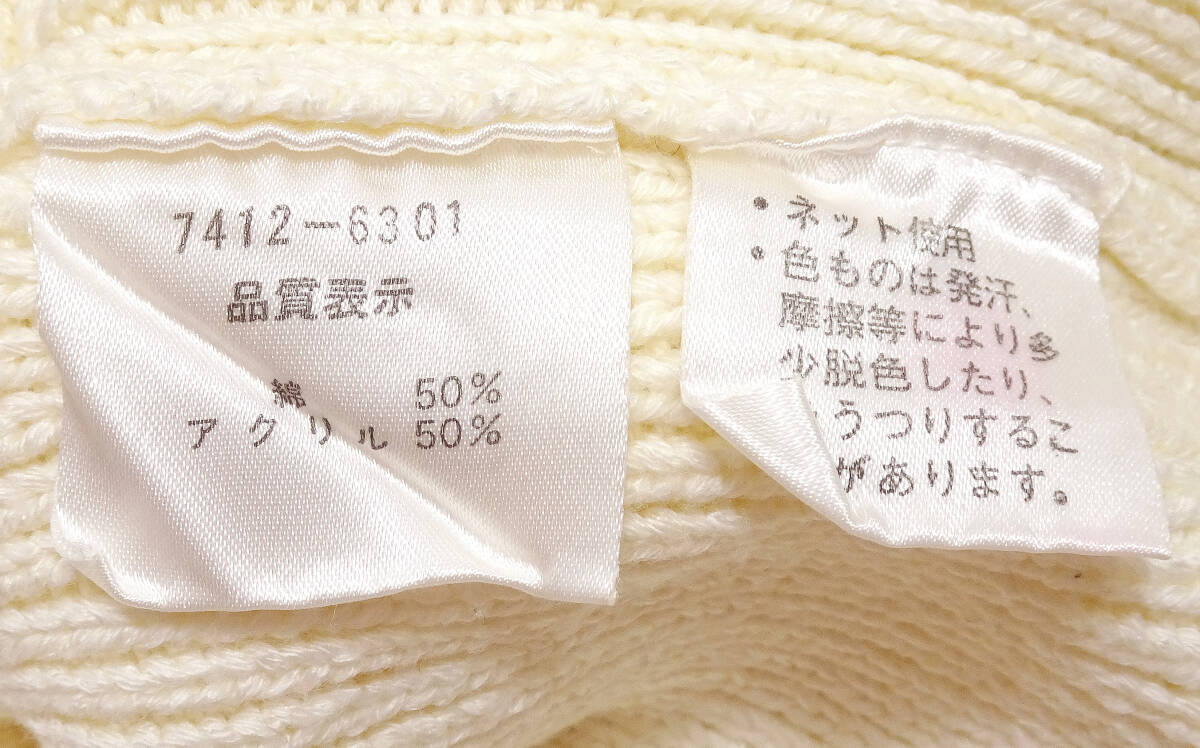 7412-6301
品質表示
綿 50%
アクリル 50%
・ネット使用
・色ものは発汗、
摩擦等により多
少脱色したり、
うつりするこ
があります。